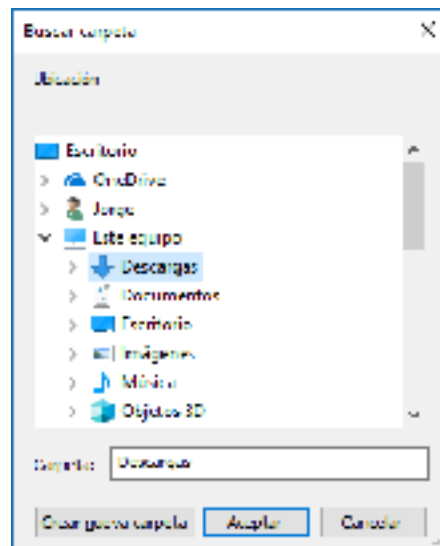 Buscar carpeta
Ubicación
Escritorio
OneDrive
Jorge
Este equipo
Descargas
Documentos
Escritorio
Imágenes
Música
Objetos 3D
Carpeta: Descargas
Crear nueva carpeta Aceptar Cancelar